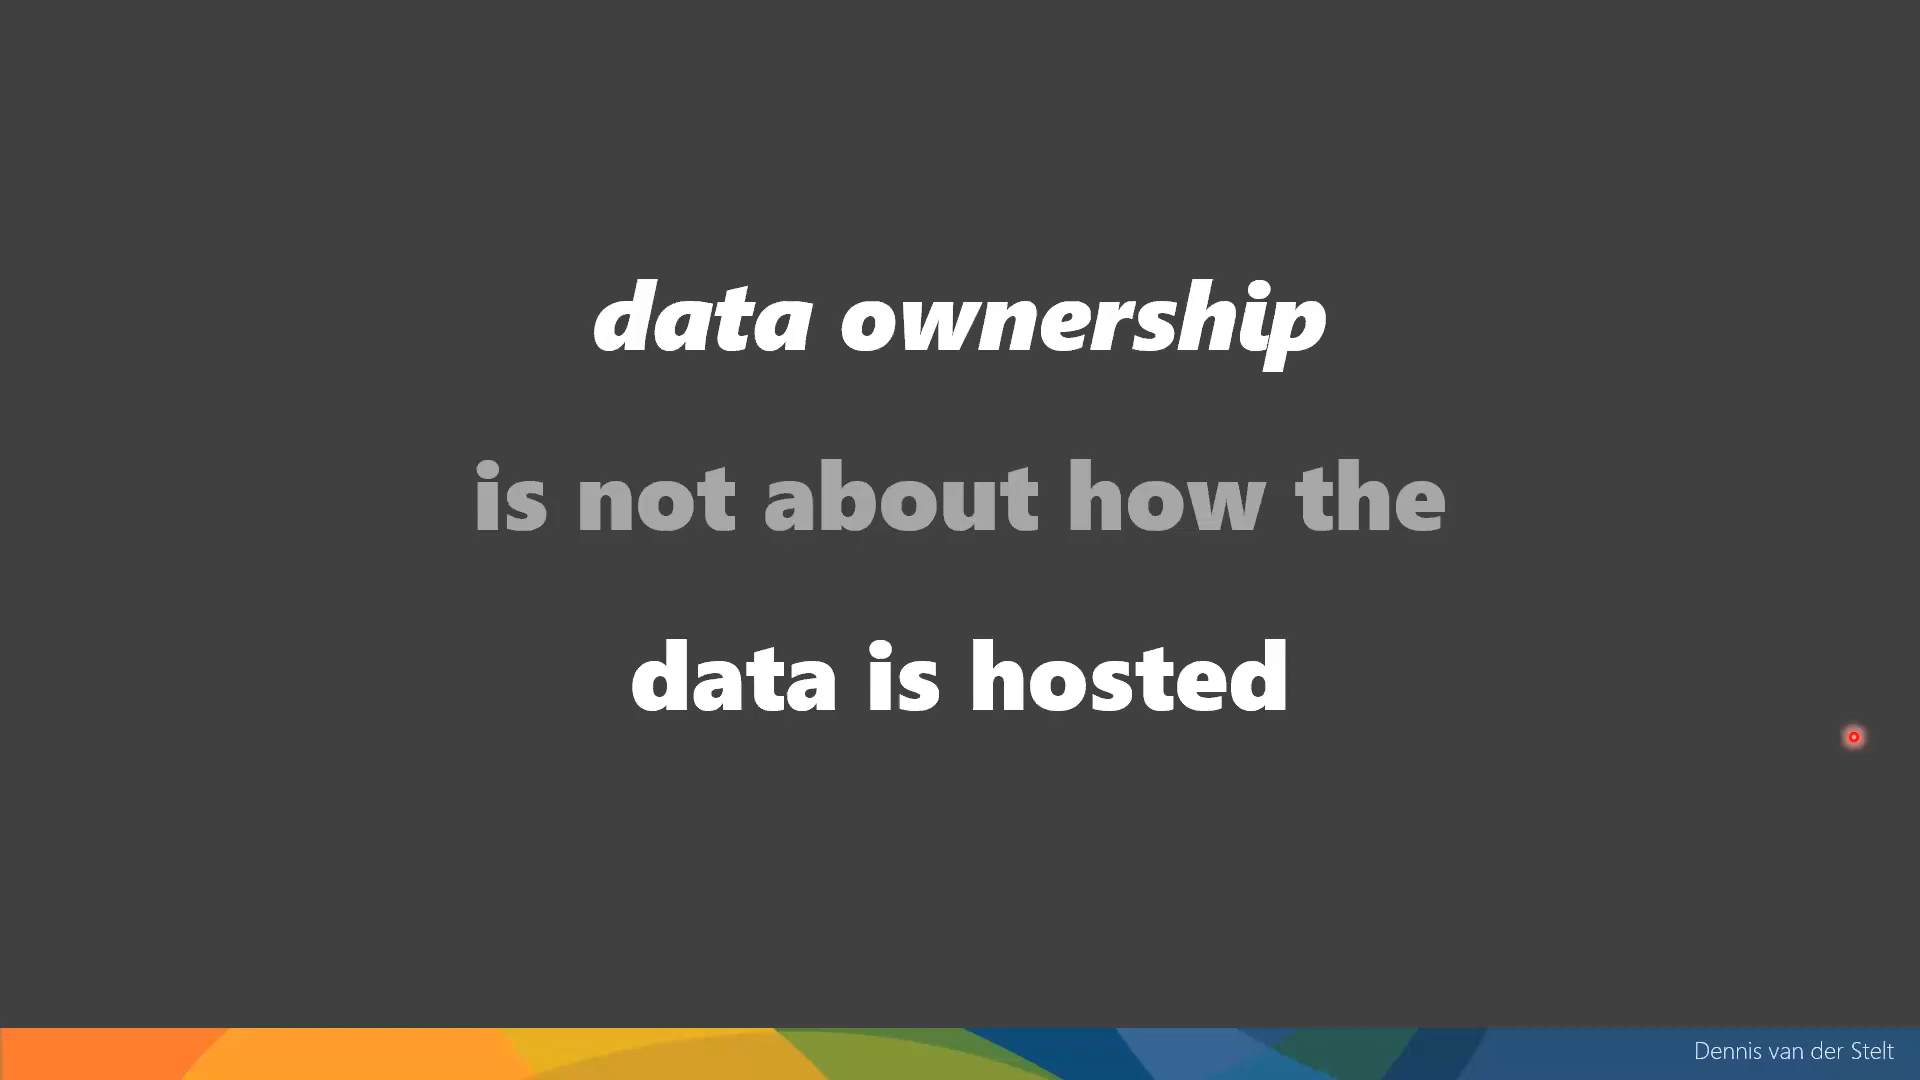 data ownership
is not about how the
data is hosted
Dennis van der Stelt